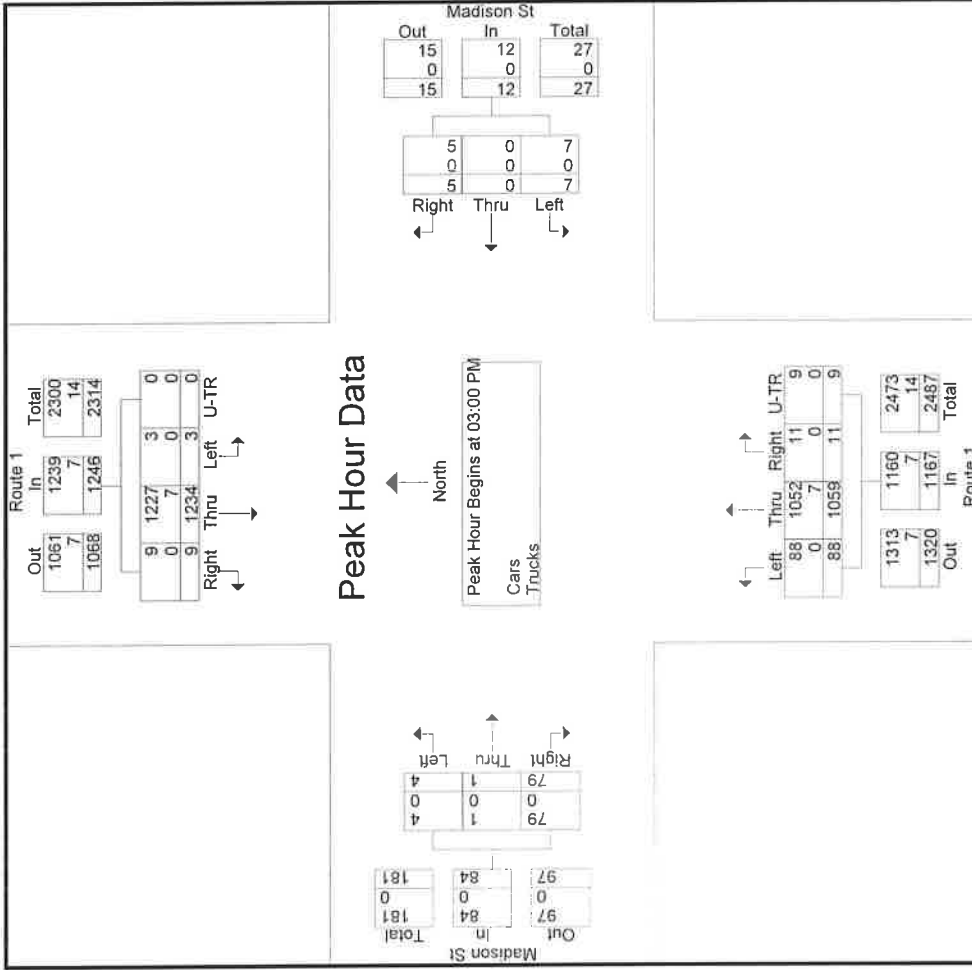 Madison St
Out In Total
15 12 27
0 0 0
15 12 27
5 0 7
0 0 0
5 0 7
Right Thru Left
Route 1
Out In Total
1061 1239 2300
7 7 14
1068 1246 2314
9 1227 3 0
0 7 0 0
9 1234 3 0
Right Thru Left U-TR
Peak Hour Data
North
Peak Hour Begins at 03:00 PM
Cars
Trucks
Left Thru Right U-TR
88 1052 11 9
0 7 0 0
88 1059 11 9
1313 1160 2473
7 7 14
1320 1167 2487
Out In Total
Route 1
Madison St
Out In Total
97 84 181
0 0 0
97 84 181
79 1 4
0 0 0
79 1 4
Right Thru Left